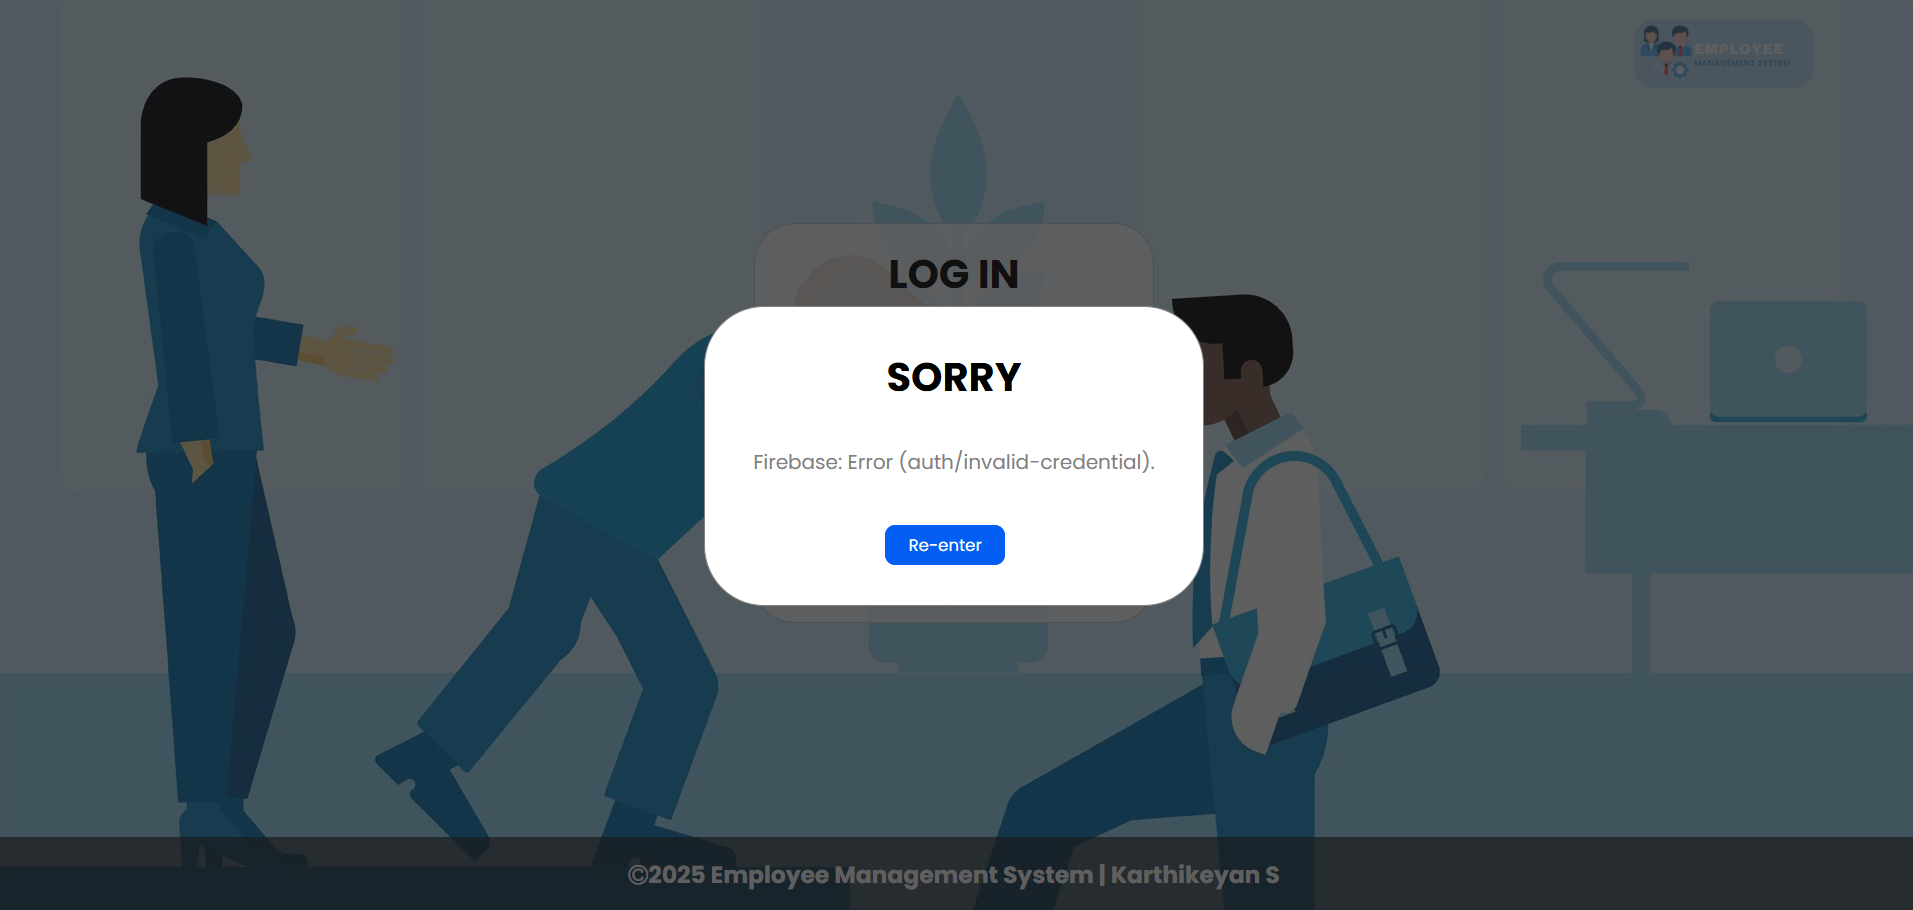 EMPLOYEE
MANAGEMENT SYSTEM
LOG IN
SORRY
Firebase: Error (auth/invalid-credential).
Re-enter
©2025 Employee Management System | Karthikeyan S